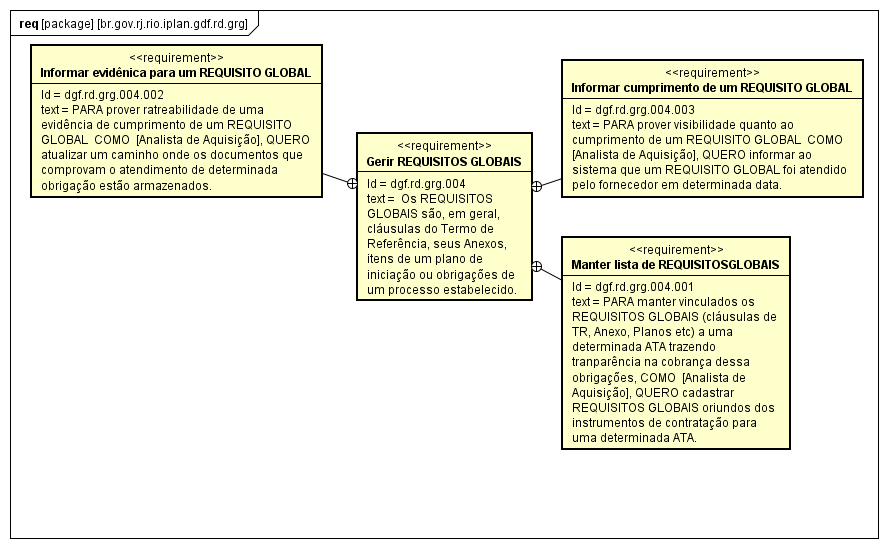 req [package] [br.gov.rj.rio.iplan.gdf.rd.grg]
<<requirement>>
Informar evidênica para um REQUISITO GLOBAL
Id = dgf.rd.grg.004.002
text = PARA prover ratreabilidade de uma
evidência de cumprimento de um REQUISITO
GLOBAL  COMO  [Analista de Aquisição], QUERO
atualizar um caminho onde os documentos que
comprovam o atendimento de determinada
obrigação estão armazenados.
<<requirement>>
Gerir REQUISITOS GLOBAIS
Id = dgf.rd.grg.004
text =  Os REQUISITOS
GLOBAIS são, em geral,
cláusulas do Termo de
Referência, seus Anexos,
itens de um plano de
iniciação ou obrigações de
um processo estabelecido.
<<requirement>>
Informar cumprimento de um REQUISITO GLOBAL
Id = dgf.rd.grg.004.003
text = PARA prover visibilidade quanto ao
cumprimento de um REQUISITO GLOBAL  COMO
[Analista de Aquisição], QUERO informar ao
sistema que um REQUISITO GLOBAL foi atendido
pelo fornecedor em determinada data.
<<requirement>>
Manter lista de REQUISITOSGLOBAIS
Id = dgf.rd.grg.004.001
text = PARA manter vinculados os
REQUISITOS GLOBAIS (cláusulas de
TR, Anexo, Planos etc) a uma
determinada ATA trazendo
tranparência na cobrança dessa
obrigações, COMO  [Analista de
Aquisição], QUERO cadastrar
REQUISITOS GLOBAIS oriundos dos
instrumentos de contratação para
uma determinada ATA.